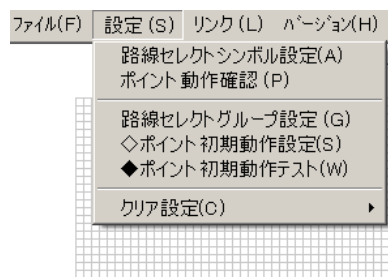 ファイル(F) 設定(S) リンク(L) バージョン(H)
路線セレクトシンボル設定(A)
ポイント動作確認(P)
路線セレクトグループ設定(G)
◇ポイント初期動作設定(S)
◆ポイント初期動作テスト(W)
クリア設定(C)